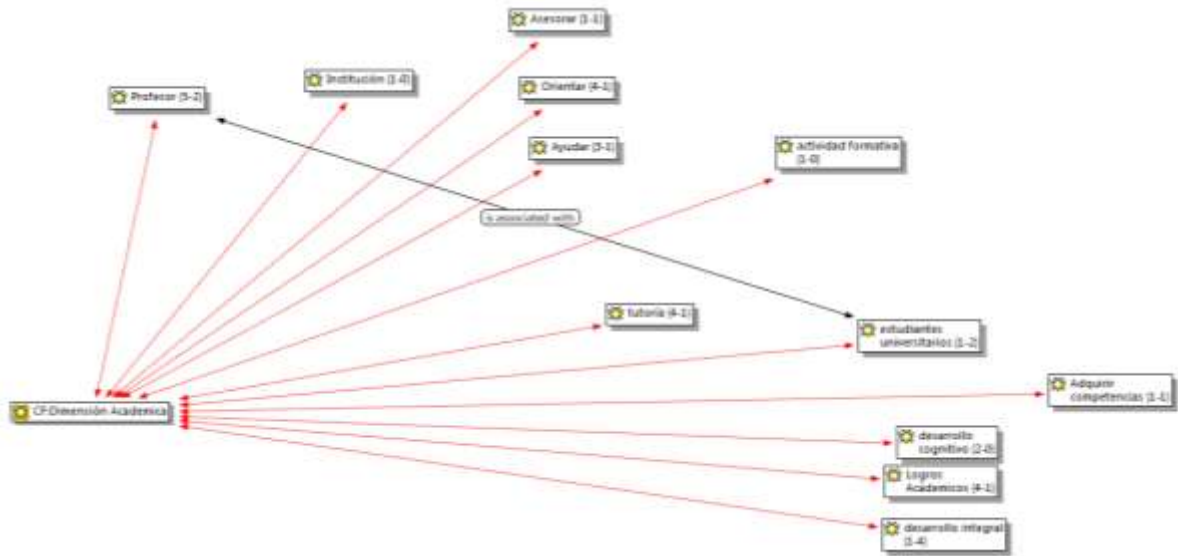 Asesorar (1-1)
Institución (1-0)
Orientar (4-1)
Profesor (5-2)
Ayudar (3-1)
actividad formativa
(1-0)
is associated with
tutoría (4-1)
estudiantes
universitarios (1-2)
Adquirir
competencias (1-1)
CF:Dimensión Academica
desarrollo
cognitivo (2-0)
Logros
Academicos (4-1)
desarrollo integral
(1-4)